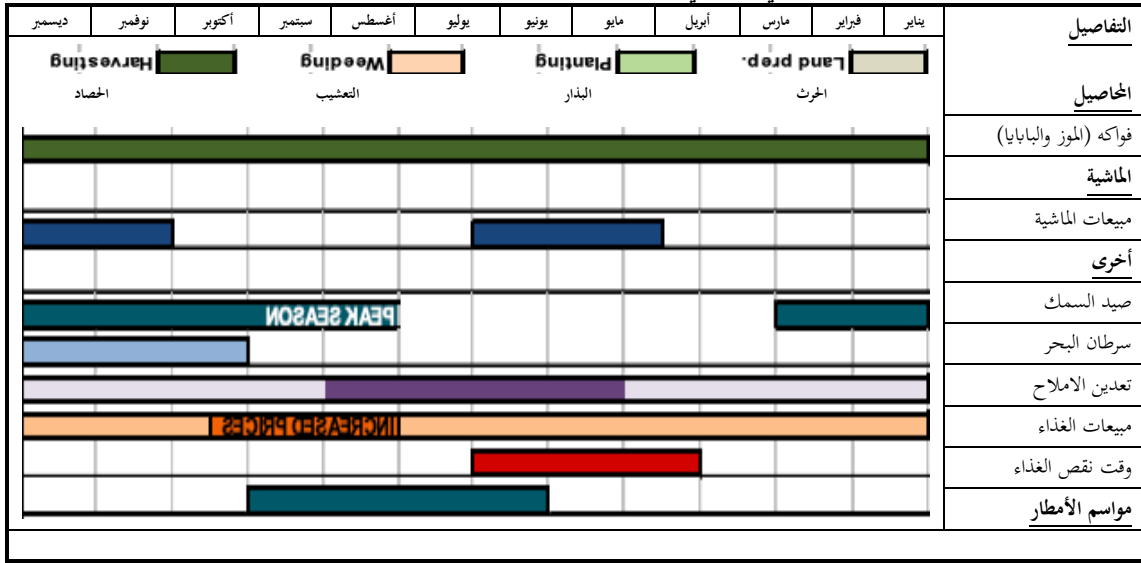 التفاصيل يناير فبراير مارس أبريل مايو يونيو يوليو أغسطس سبتمبر أكتوبر نوفمبر ديسمبر
Land prep. Planting Weeding Harvesting
المحاصيل الحرث البذار التعشيب الحصاد
فواكه (الموز والبابايا)
الماشية
مبيعات الماشية
أخرى
صيد السمك PEAK SEASON
سرطان البحر
تعدين الاملاح
مبيعات الغذاء INCREASED PRICES
وقت نقص الغذاء
مواسم الأمطار